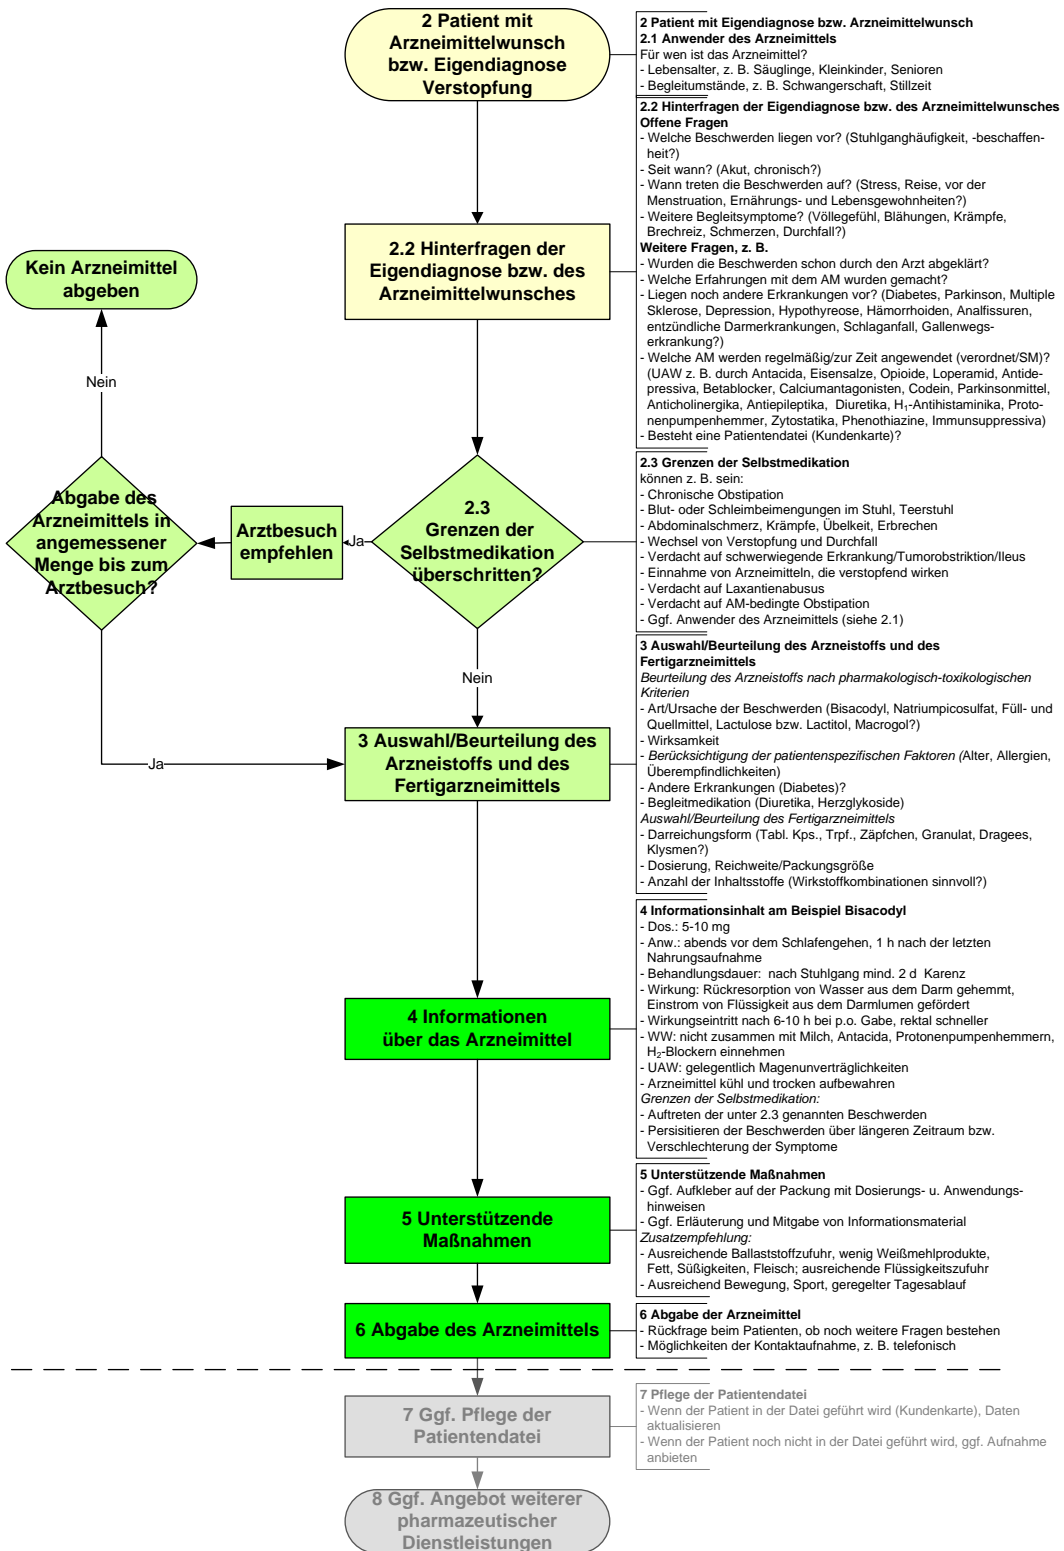 2 Patient mit
Arzneimittelwunsch
bzw. Eigendiagnose
Verstopfung
2 Patient mit Eigendiagnose bzw. Arzneimittelwunsch
2.1 Anwender des Arzneimittels
Für wen ist das Arzneimittel?
- Lebensalter, z. B. Säuglinge, Kleinkinder, Senioren
- Begleitumstände, z. B. Schwangerschaft, Stillzeit
2.2 Hinterfragen der Eigendiagnose bzw. des Arzneimittelwunsches
Offene Fragen
- Welche Beschwerden liegen vor? (Stuhlganghäufigkeit, -beschaffen-
heit?)
- Seit wann? (Akut, chronisch?)
- Wann treten die Beschwerden auf? (Stress, Reise, vor der
Menstruation, Ernährungs- und Lebensgewohnheiten?)
- Weitere Begleitsymptome? (Völlegefühl, Blähungen, Krämpfe,
Brechreiz, Schmerzen, Durchfall?)
Weitere Fragen, z. B.
- Wurden die Beschwerden schon durch den Arzt abgeklärt?
- Welche Erfahrungen mit dem AM wurden gemacht?
- Liegen noch andere Erkrankungen vor? (Diabetes, Parkinson, Multiple
Sklerose, Depression, Hypothyreose, Hämorrhoiden, Analfissuren,
entzündliche Darmerkrankungen, Schlaganfall, Gallenwegs-
erkrankung?)
- Welche AM werden regelmäßig/zur Zeit angewendet (verordnet/SM)?
(UAW z. B. durch Antacida, Eisensalze, Opioide, Loperamid, Antide-
pressiva, Betablocker, Calciumantagonisten, Codein, Parkinsonmittel,
Anticholinergika, Antiepileptika, Diuretika, H₁-Antihistaminika, Proto-
nenpumpenhemmer, Zytostatika, Phenothiazine, Immunsuppressiva)
- Besteht eine Patientendatei (Kundenkarte)?
2.2 Hinterfragen der
Eigendiagnose bzw. des
Arzneimittelwunsches
Kein Arzneimittel
abgeben
Nein
Abgabe des
Arzneimittels in
angemessener
Menge bis zum
Arztbesuch?
Arztbesuch
empfehlen
Ja
2.3
Grenzen der
Selbstmedikation
überschritten?
2.3 Grenzen der Selbstmedikation
können z. B. sein:
- Chronische Obstipation
- Blut- oder Schleimbeimengungen im Stuhl, Teerstuhl
- Abdominalschmerz, Krämpfe, Übelkeit, Erbrechen
- Wechsel von Verstopfung und Durchfall
- Verdacht auf schwerwiegende Erkrankung/Tumorobstriktion/Ileus
- Einnahme von Arzneimitteln, die verstopfend wirken
- Verdacht auf Laxantienabusus
- Verdacht auf AM-bedingte Obstipation
- Ggf. Anwender des Arzneimittels (siehe 2.1)
Nein
Ja
3 Auswahl/Beurteilung des
Arzneistoffs und des
Fertigarzneimittels
3 Auswahl/Beurteilung des Arzneistoffs und des
Fertigarzneimittels
Beurteilung des Arzneistoffs nach pharmakologisch-toxikologischen
Kriterien
- Art/Ursache der Beschwerden (Bisacodyl, Natriumpicosulfat, Füll- und
Quellmittel, Lactulose bzw. Lactitol, Macrogol?)
- Wirksamkeit
- Berücksichtigung der patientenspezifischen Faktoren (Alter, Allergien,
Überempfindlichkeiten)
- Andere Erkrankungen (Diabetes)?
- Begleitmedikation (Diuretika, Herzglykoside)
Auswahl/Beurteilung des Fertigarzneimittels
- Darreichungsform (Tabl. Kps., Trpf., Zäpfchen, Granulat, Dragees,
Klysmen?)
- Dosierung, Reichweite/Packungsgröße
- Anzahl der Inhaltsstoffe (Wirkstoffkombinationen sinnvoll?)
4 Informationen
über das Arzneimittel
4 Informationsinhalt am Beispiel Bisacodyl
- Dos.: 5-10 mg
- Anw.: abends vor dem Schlafengehen, 1 h nach der letzten
Nahrungsaufnahme
- Behandlungsdauer: nach Stuhlgang mind. 2 d Karenz
- Wirkung: Rückresorption von Wasser aus dem Darm gehemmt,
Einstrom von Flüssigkeit aus dem Darmlumen gefördert
- Wirkungseintritt nach 6-10 h bei p.o. Gabe, rektal schneller
- WW: nicht zusammen mit Milch, Antacida, Protonenpumpenhemmern,
H₂-Blockern einnehmen
- UAW: gelegentlich Magenunverträglichkeiten
- Arzneimittel kühl und trocken aufbewahren
Grenzen der Selbstmedikation:
- Auftreten der unter 2.3 genannten Beschwerden
- Persisitieren der Beschwerden über längeren Zeitraum bzw.
Verschlechterung der Symptome
5 Unterstützende
Maßnahmen
5 Unterstützende Maßnahmen
- Ggf. Aufkleber auf der Packung mit Dosierungs- u. Anwendungs-
hinweisen
- Ggf. Erläuterung und Mitgabe von Informationsmaterial
Zusatzempfehlung:
- Ausreichende Ballaststoffzufuhr, wenig Weißmehlprodukte,
Fett, Süßigkeiten, Fleisch; ausreichende Flüssigkeitszufuhr
- Ausreichend Bewegung, Sport, geregelter Tagesablauf
6 Abgabe des Arzneimittels
6 Abgabe der Arzneimittel
- Rückfrage beim Patienten, ob noch weitere Fragen bestehen
- Möglichkeiten der Kontaktaufnahme, z. B. telefonisch
7 Ggf. Pflege der
Patientendatei
7 Pflege der Patientendatei
- Wenn der Patient in der Datei geführt wird (Kundenkarte), Daten
aktualisieren
- Wenn der Patient noch nicht in der Datei geführt wird, ggf. Aufnahme
anbieten
8 Ggf. Angebot weiterer
pharmazeutischer
Dienstleistungen